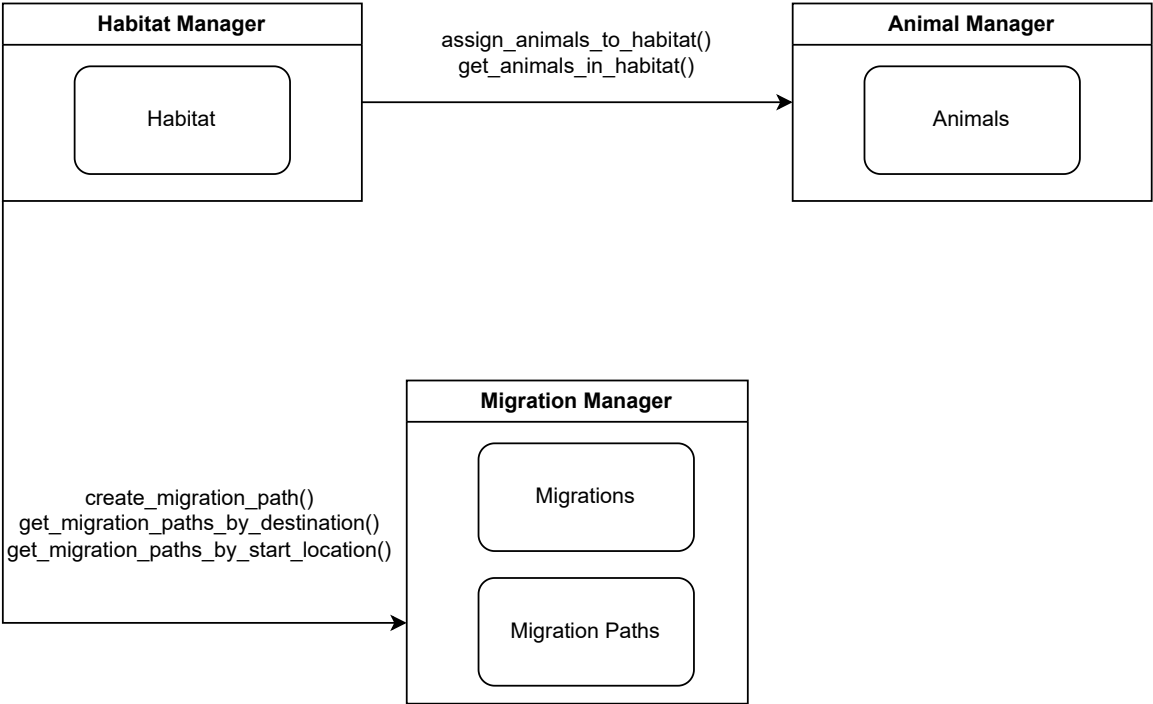 Habitat Manager
Habitat
assign_animals_to_habitat()
get_animals_in_habitat()
Animal Manager
Animals
create_migration_path()
get_migration_paths_by_destination()
get_migration_paths_by_start_location()
Migration Manager
Migrations
Migration Paths